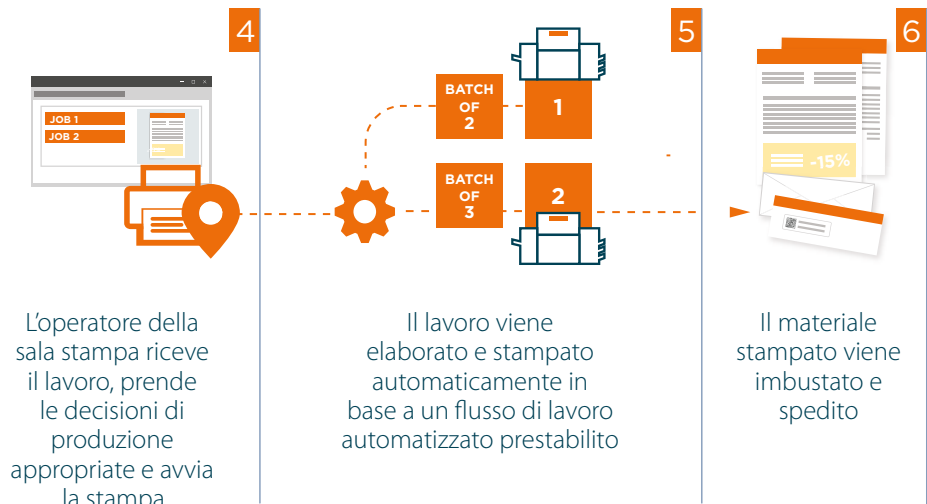 4
JOB 1
JOB 2
L'operatore della
sala stampa riceve
il lavoro, prende
le decisioni di
produzione
appropriate e avvia
la stampa
5
BATCH
OF
2
1
BATCH
OF
3
2
Il lavoro viene
elaborato e stampato
automaticamente in
base a un flusso di lavoro
automatizzato prestabilito
6
-15%
Il materiale
stampato viene
imbustato e
spedito